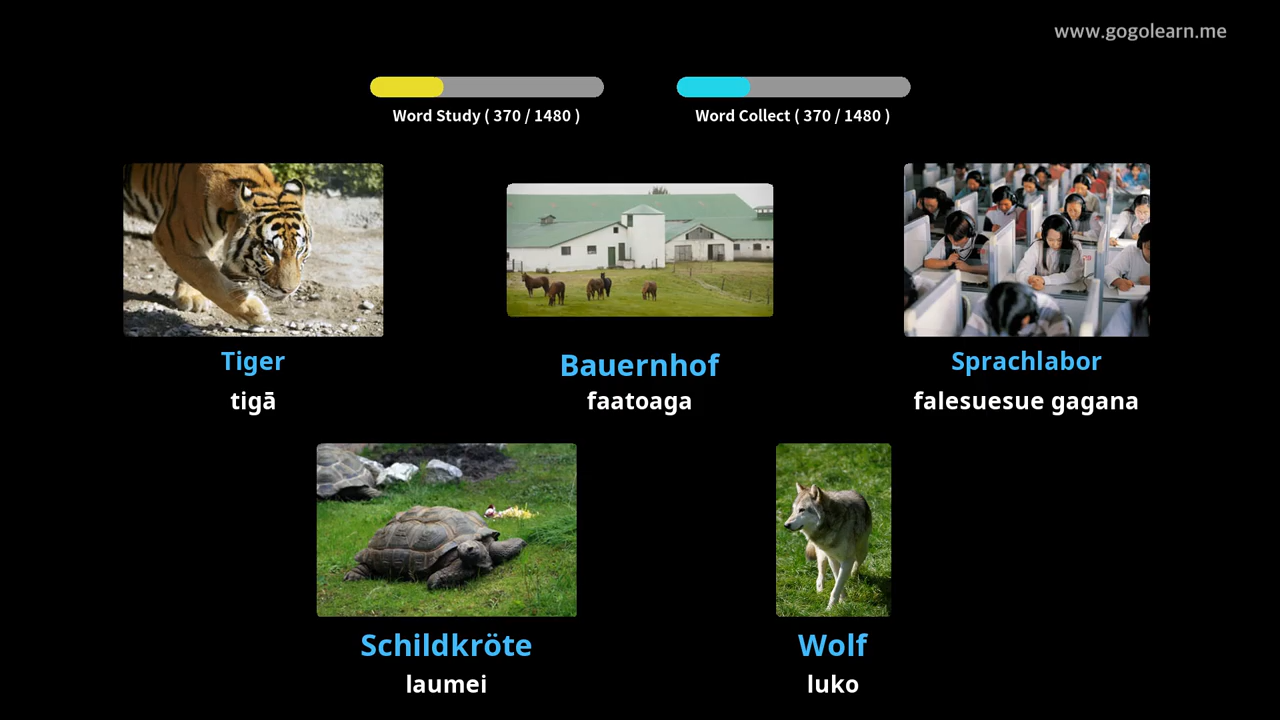 www.gogolearn.me
Word Study ( 370 / 1480 )
Word Collect ( 370 / 1480 )
Tiger
tigā
Bauernhof
faatoaga
Sprachlabor
falesuesue gagana
Schildkröte
laumei
Wolf
luko